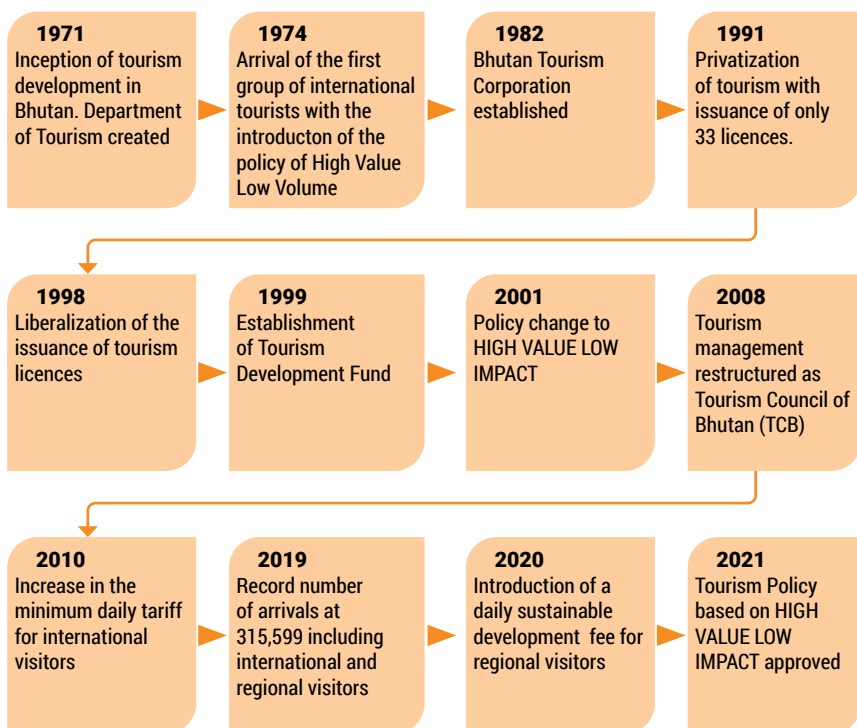 1971
Inception of tourism
development in
Bhutan. Department
of Tourism created
1974
Arrival of the first
group of international
tourists with the
introducton of the
policy of High Value
Low Volume
1982
Bhutan Tourism
Corporation
established
1991
Privatization
of tourism with
issuance of only
33 licences.
1998
Liberalization of the
issuance of tourism
licences
1999
Establishment
of Tourism
Development Fund
2001
Policy change to
HIGH VALUE LOW
IMPACT
2008
Tourism
management
restructured as
Tourism Council of
Bhutan (TCB)
2010
Increase in the
minimum daily tariff
for international
visitors
2019
Record number
of arrivals at
315,599 including
international and
regional visitors
2020
Introduction of a
daily sustainable
development fee for
regional visitors
2021
Tourism Policy
based on HIGH
VALUE LOW
IMPACT approved